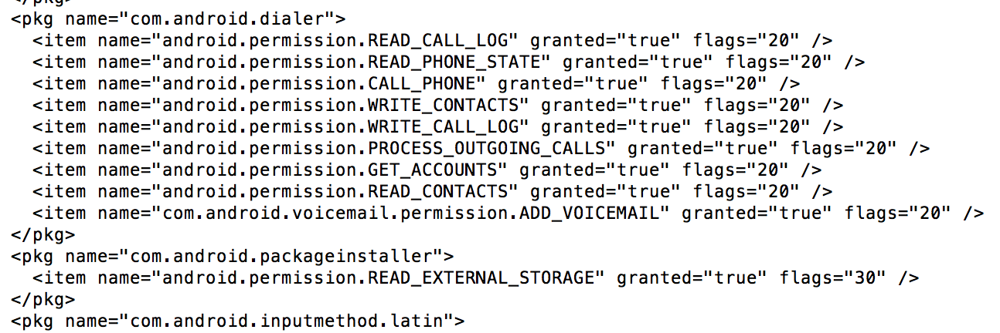 </pkg>
<pkg name="com.android.dialer">
  <item name="android.permission.READ_CALL_LOG" granted="true" flags="20" />
  <item name="android.permission.READ_PHONE_STATE" granted="true" flags="20" />
  <item name="android.permission.CALL_PHONE" granted="true" flags="20" />
  <item name="android.permission.WRITE_CONTACTS" granted="true" flags="20" />
  <item name="android.permission.WRITE_CALL_LOG" granted="true" flags="20" />
  <item name="android.permission.PROCESS_OUTGOING_CALLS" granted="true" flags="20" />
  <item name="android.permission.GET_ACCOUNTS" granted="true" flags="20" />
  <item name="android.permission.READ_CONTACTS" granted="true" flags="20" />
  <item name="com.android.voicemail.permission.ADD_VOICEMAIL" granted="true" flags="20" />
</pkg>
<pkg name="com.android.packageinstaller">
  <item name="android.permission.READ_EXTERNAL_STORAGE" granted="true" flags="30" />
</pkg>
<pkg name="com.android.inputmethod.latin">